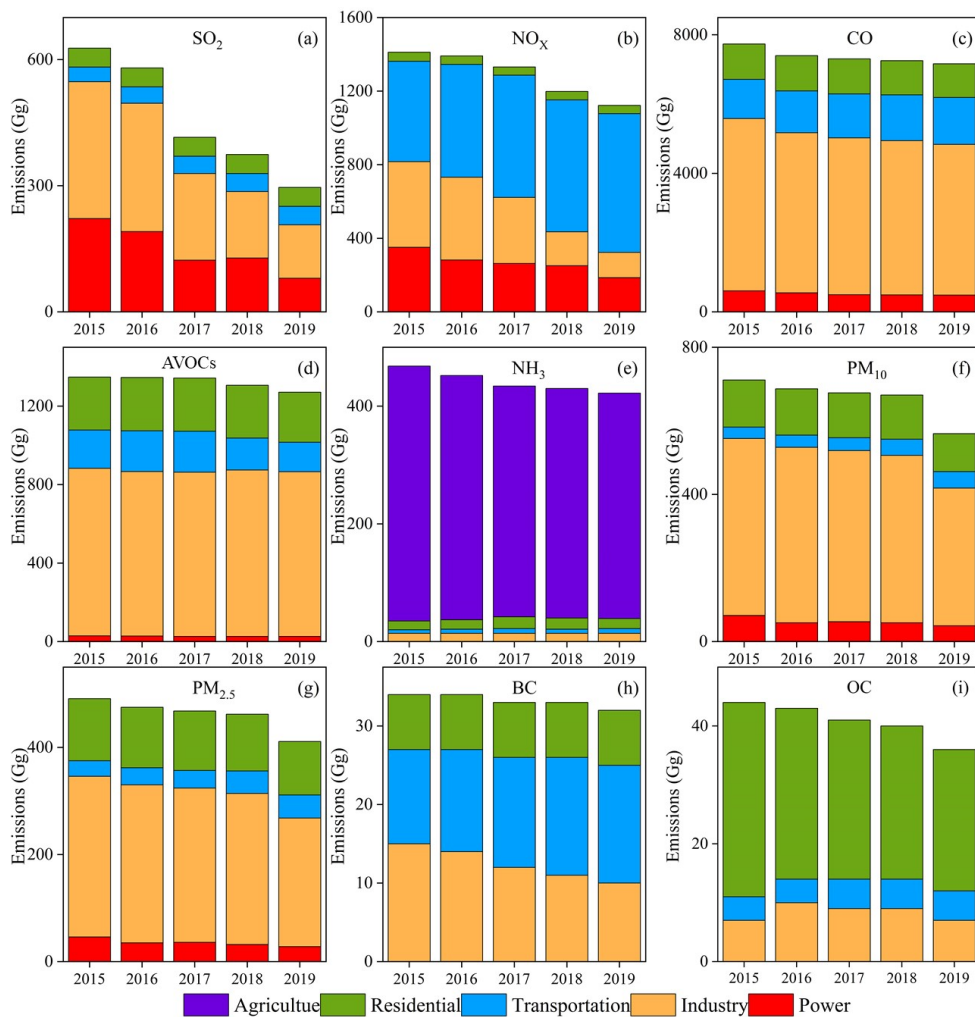 SO2 (a)
Emissions (Gg)
600
300
0
2015 2016 2017 2018 2019
NOX (b)
Emissions (Gg)
1600
1200
800
400
0
2015 2016 2017 2018 2019
CO (c)
Emissions (Gg)
8000
4000
0
2015 2016 2017 2018 2019
AVOCs (d)
Emissions (Gg)
1200
800
400
0
2015 2016 2017 2018 2019
NH3 (e)
Emissions (Gg)
400
200
0
2015 2016 2017 2018 2019
PM10 (f)
Emissions (Gg)
800
400
0
2015 2016 2017 2018 2019
PM2.5 (g)
Emissions (Gg)
400
200
0
2015 2016 2017 2018 2019
BC (h)
Emissions (Gg)
30
20
10
0
2015 2016 2017 2018 2019
OC (i)
Emissions (Gg)
40
20
0
2015 2016 2017 2018 2019
Agricultue Residential Transportation Industry Power